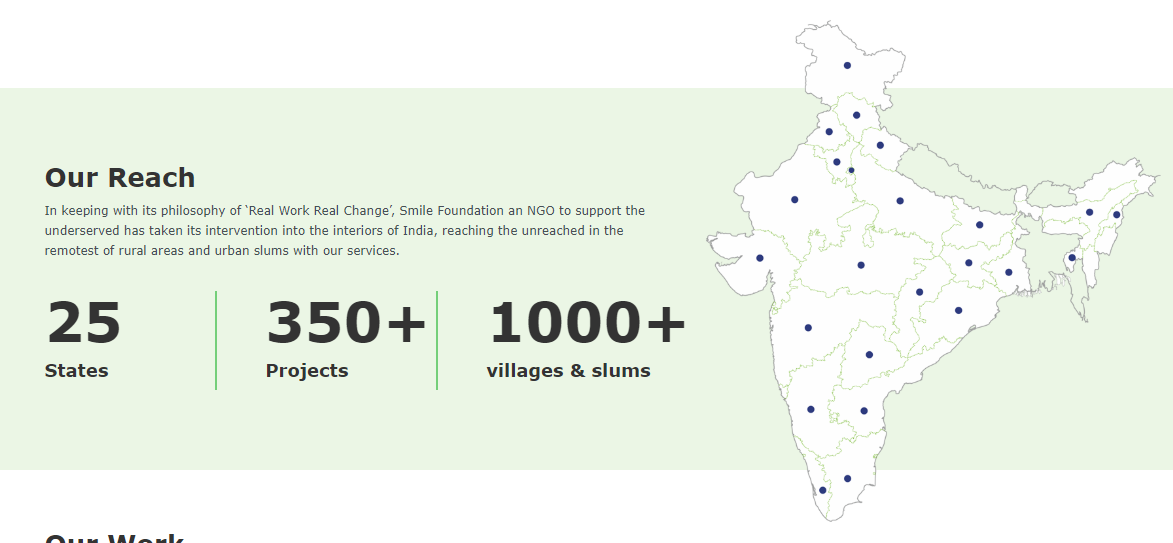 Our Reach
In keeping with its philosophy of ‘Real Work Real Change’, Smile Foundation an NGO to support the
underserved has taken its intervention into the interiors of India, reaching the unreached in the
remotest of rural areas and urban slums with our services.
25
States
350+
Projects
1000+
villages & slums
Our Work